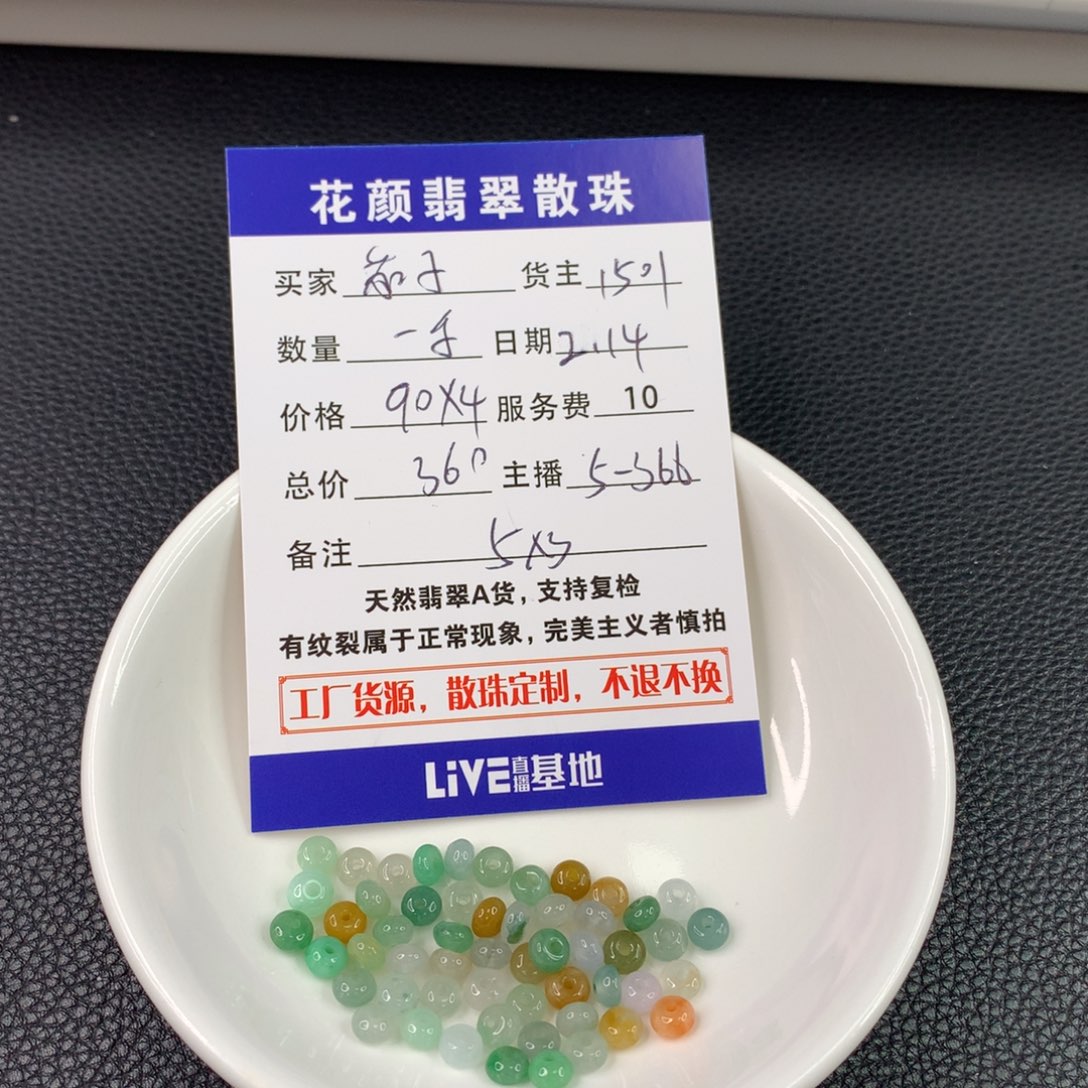 花颜翡翠散珠
买家 茄子 货主 1501
数量 一手 日期 2.14
价格 90X4 服务费 10
总价 360 主播 5-366
备注 5X3
天然翡翠A货，支持复检
有纹裂属于正常现象，完美主义者慎拍
工厂货源，散珠定制，不退不换
LiVE直播基地